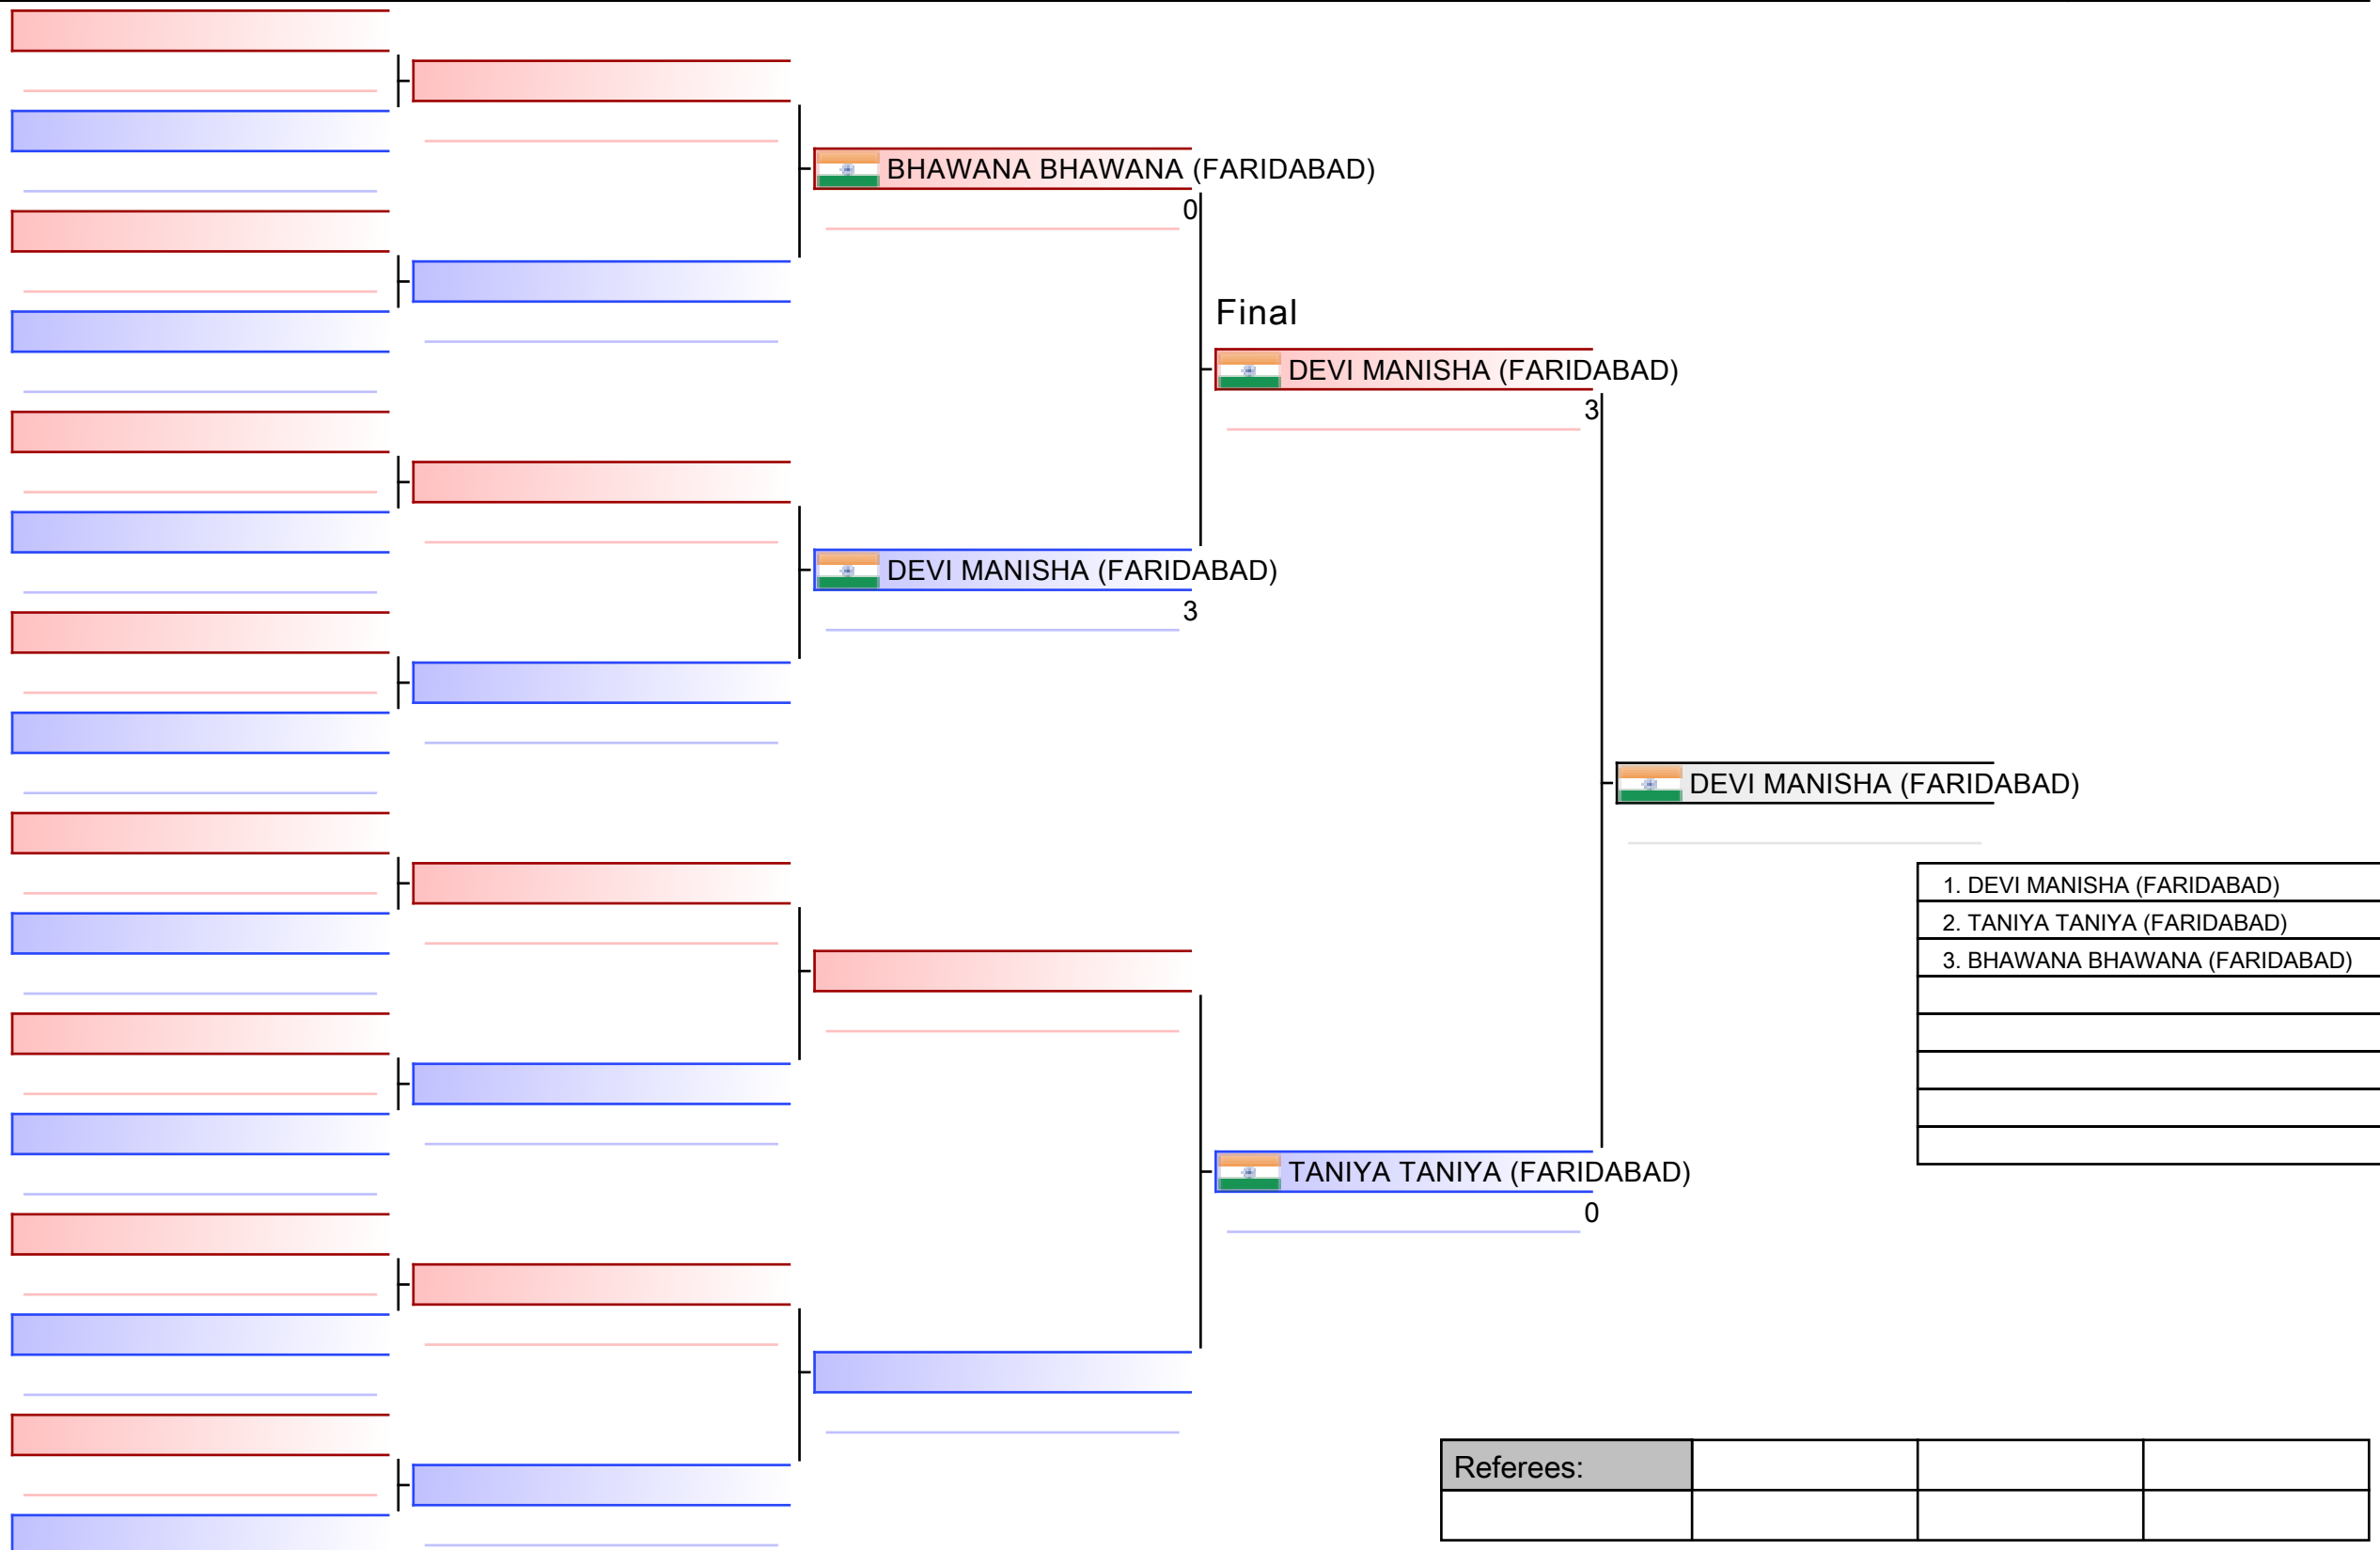 BHAWANA BHAWANA (FARIDABAD)
0
Final
DEVI MANISHA (FARIDABAD)
3
DEVI MANISHA (FARIDABAD)
3
DEVI MANISHA (FARIDABAD)
1. DEVI MANISHA (FARIDABAD)
2. TANIYA TANIYA (FARIDABAD)
3. BHAWANA BHAWANA (FARIDABAD)
TANIYA TANIYA (FARIDABAD)
0
Referees: